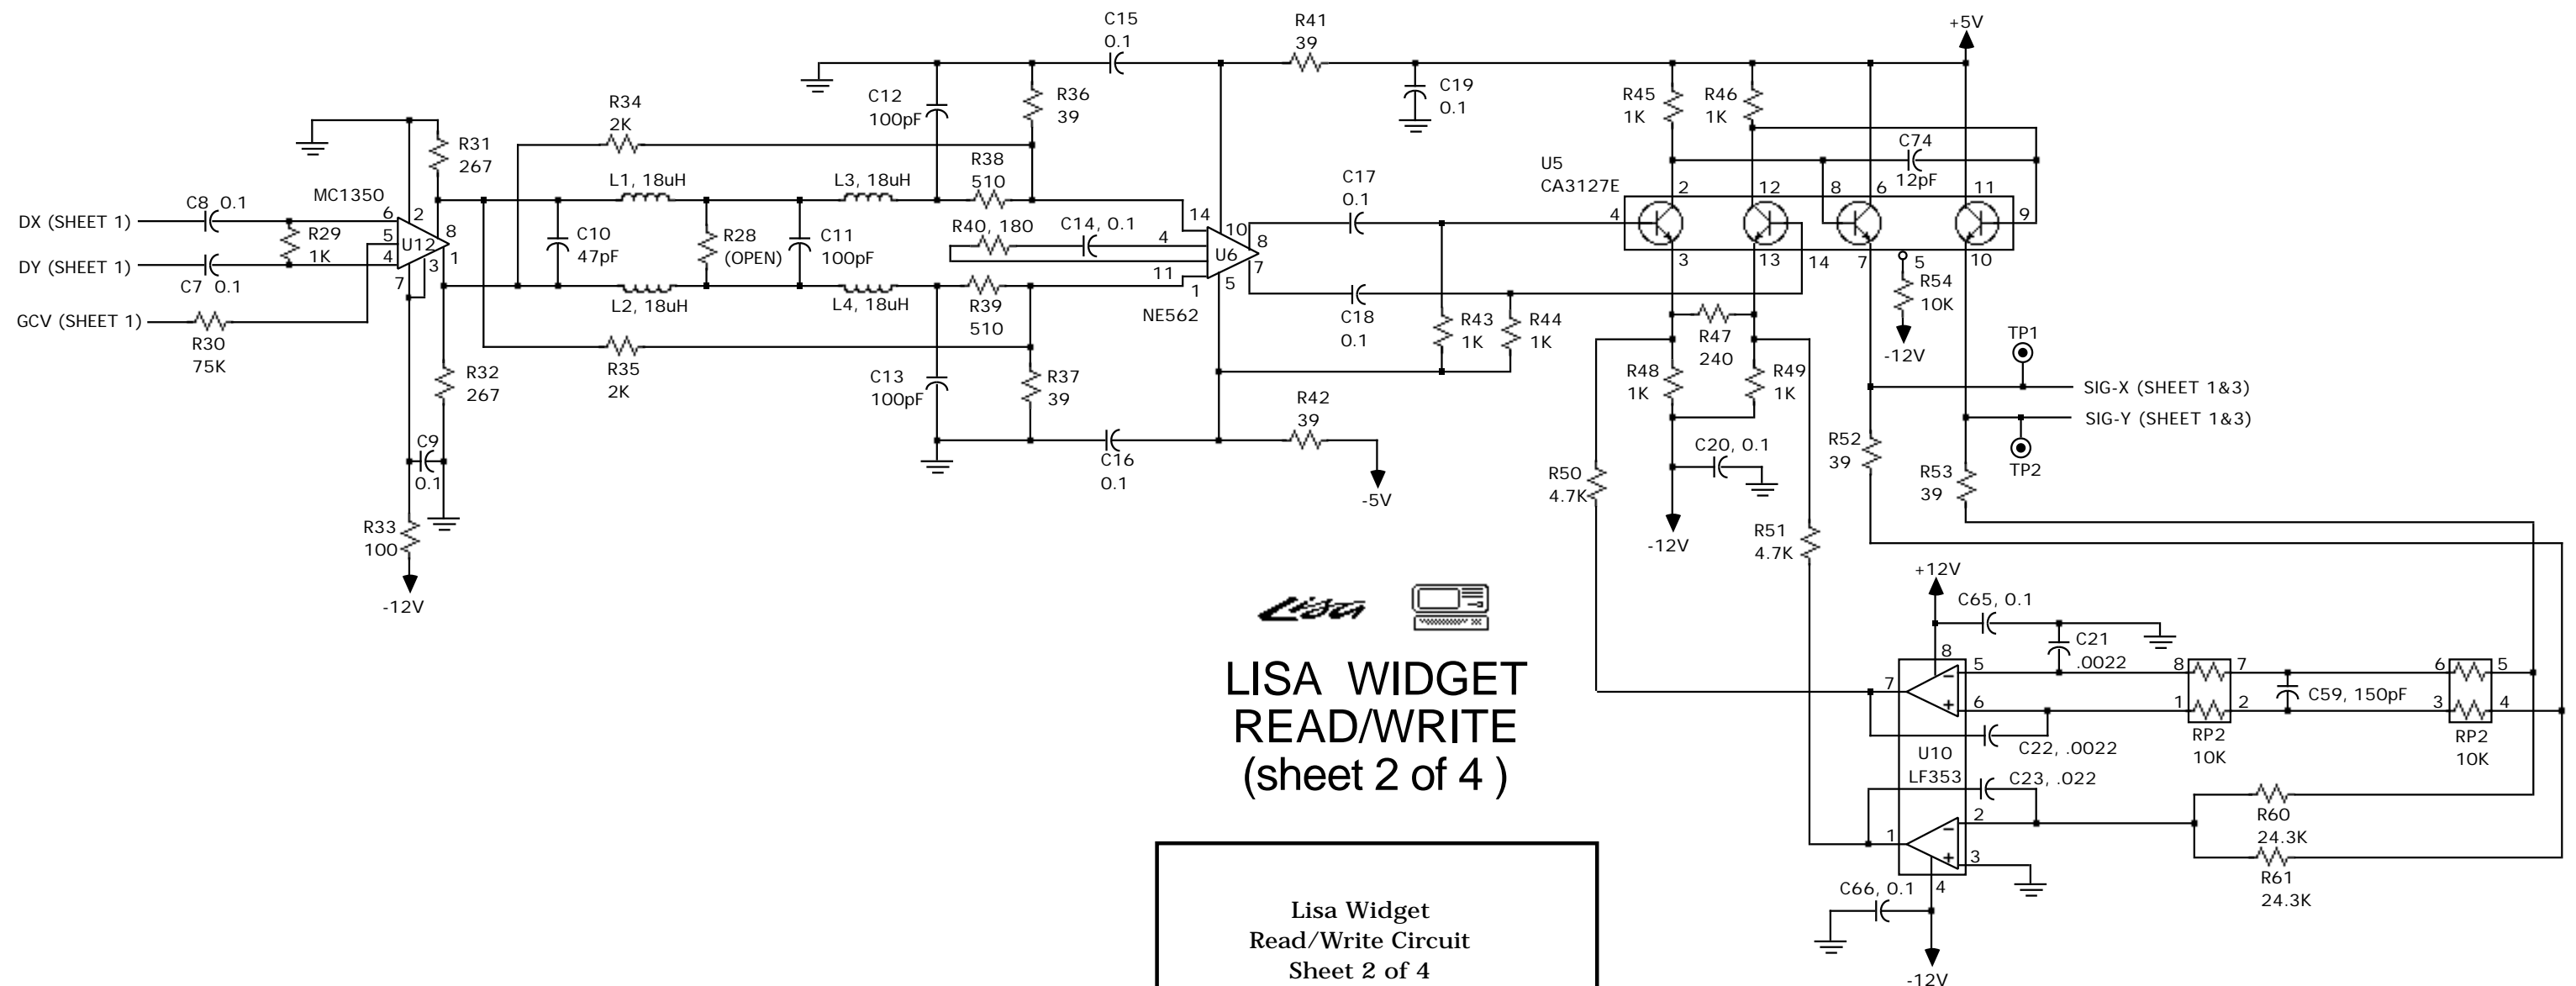 C15
0.1
R41
39
+5V
R34
2K
C12
100pF
R36
39
C19
0.1
R45
1K
R46
1K
C74
12pF
R31
267
R38
510
L1, 18uH
L3, 18uH
C17
0.1
U5
CA3127E
2
12
8
6
11
MC1350
C8 0.1
DX (SHEET 1)
R29
1K
6
2
5
U12
8
4
3
1
7
DY (SHEET 1)
C7 0.1
C10
47pF
R28
(OPEN)
C11
100pF
R40, 180
C14, 0.1
14
10
4
8
U6
7
11
1
5
NE562
4
9
3
13
14
7
5
10
GCV (SHEET 1)
R30
75K
L2, 18uH
L4, 18uH
R39
510
C18
0.1
R43
1K
R44
1K
R47
240
R54
10K
-12V
TP1
R32
267
R35
2K
C13
100pF
R37
39
R42
39
R48
1K
R49
1K
SIG-X (SHEET 1&3)
SIG-Y (SHEET 1&3)
TP2
C9
0.1
C16
0.1
-5V
C20, 0.1
R50
4.7K
R52
39
R53
39
R33
100
-12V
-12V
R51
4.7K
Lisa
+12V
C65, 0.1
C21
.0022
LISA WIDGET
READ/WRITE
(sheet 2 of 4 )
8
5
7
6
8
7
6
5
1
2
3
4
C59, 150pF
C22, .0022
RP2
10K
RP2
10K
U10
LF353
C23, .022
2
1
3
4
R60
24.3K
R61
24.3K
C66, 0.1
-12V
Lisa Widget
Read/Write Circuit
Sheet 2 of 4